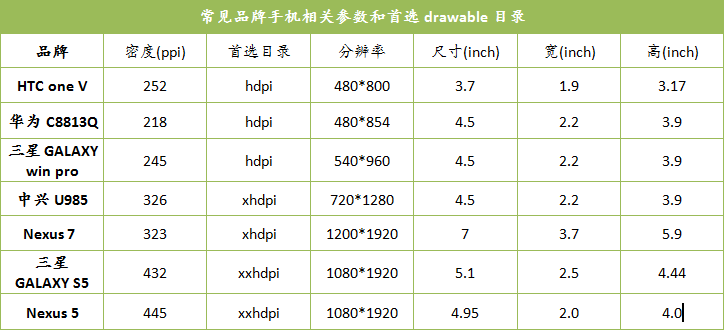 常见品牌手机相关参数和首选 drawable 目录
品牌 密度(ppi) 首选目录 分辨率 尺寸(inch) 宽(inch) 高(inch)
HTC one V 252 hdpi 480*800 3.7 1.9 3.17
华为 C8813Q 218 hdpi 480*854 4.5 2.2 3.9
三星 GALAXY
win pro 245 hdpi 540*960 4.5 2.2 3.9
中兴 U985 326 xhdpi 720*1280 4.5 2.2 3.9
Nexus 7 323 xhdpi 1200*1920 7 3.7 5.9
三星
GALAXY S5 432 xxhdpi 1080*1920 5.1 2.5 4.44
Nexus 5 445 xxhdpi 1080*1920 4.95 2.0 4.0